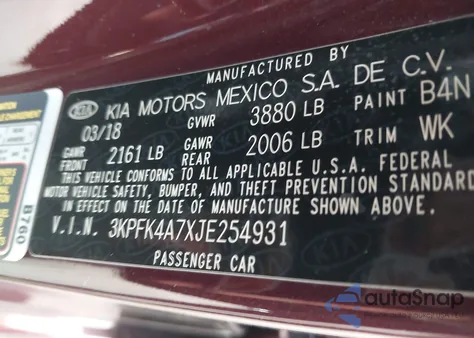 MANUFACTURED BY
KIA KIA MOTORS MEXICO S.A. DE C.V.
03/18 GVWR 3880 LB PAINT B4N
GAWR FRONT 2161 LB GAWR REAR 2006 LB TRIM WK
THIS VEHICLE CONFORMS TO ALL APPLICABLE U.S.A. FEDERAL
MOTOR VEHICLE SAFETY, BUMPER, AND THEFT PREVENTION STANDARD
IN EFFECT ON THE DATE OF MANUFACTURE SHOWN ABOVE.
V.I.N. 3KPFK4A7XJE254931
PASSENGER CAR
B760
autoSnap